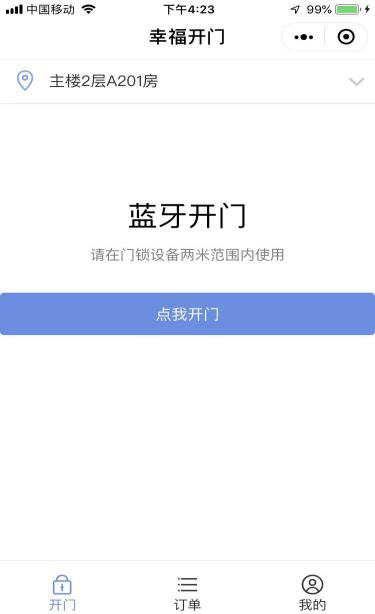 中国移动 下午4:23 99%
幸福开门
主楼2层A201房
蓝牙开门
请在门锁设备两米范围内使用
点我开门
开门 订单 我的